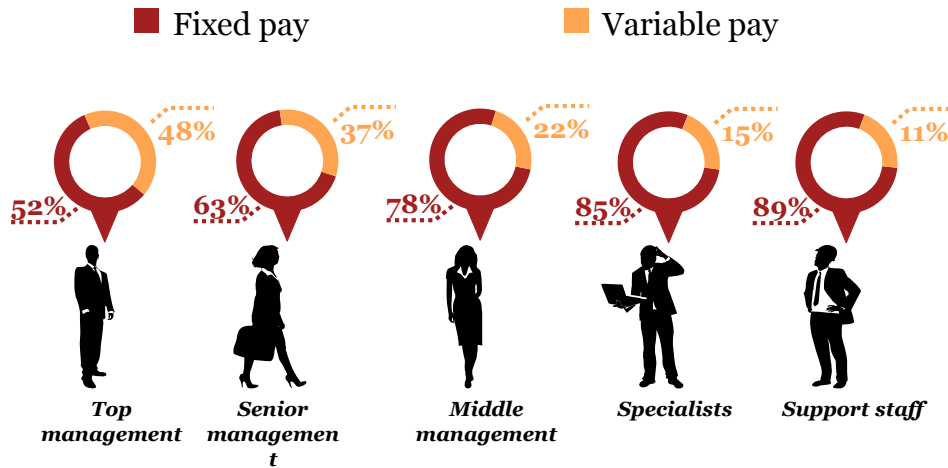 Fixed pay
Variable pay
48%
52%
37%
63%
22%
78%
15%
85%
11%
89%
Top
management
Senior
managemen
t
Middle
management
Specialists
Support staff